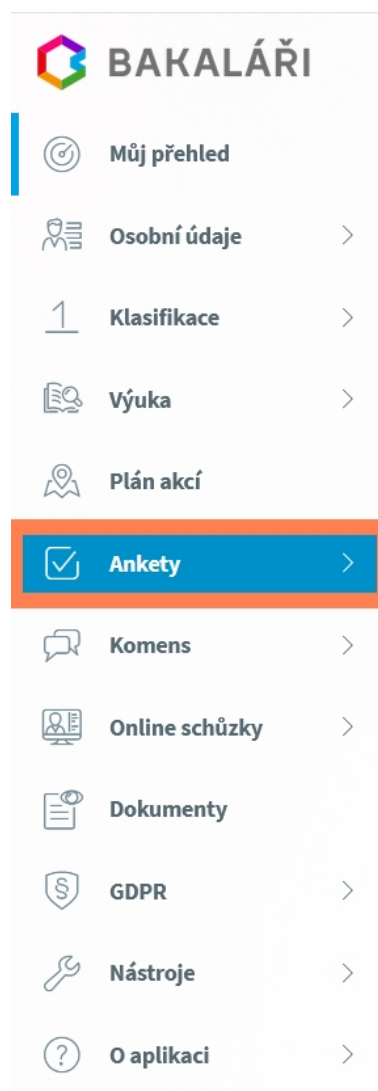 BAKALÁŘI
Můj přehled
Osobní údaje
1 Klasifikace
Výuka
Plán akcí
Ankety
Komens
Online schůzky
Dokumenty
§ GDPR
Nástroje
? O aplikaci